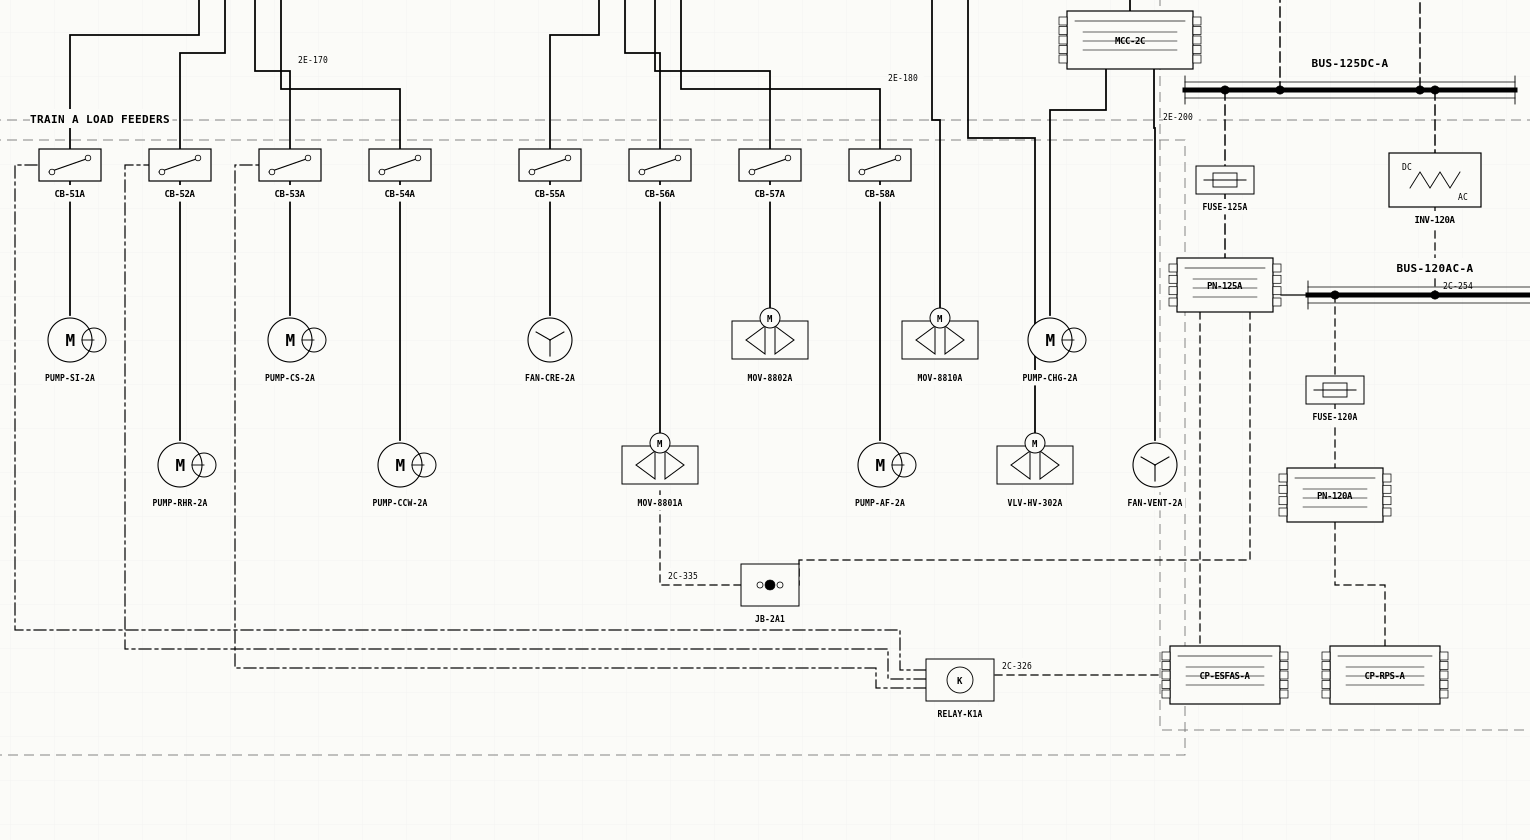 MCC-2C
2E-170
BUS-125DC-A
2E-180
TRAIN A LOAD FEEDERS
2E-200
DC
AC
CB-51A
CB-52A
CB-53A
CB-54A
CB-55A
CB-56A
CB-57A
CB-58A
FUSE-125A
INV-120A
BUS-120AC-A
PN-125A
2C-254
M
M
M
M
M
PUMP-SI-2A
PUMP-CS-2A
FAN-CRE-2A
MOV-8802A
MOV-8810A
PUMP-CHG-2A
FUSE-120A
M
M
M
M
M
PUMP-RHR-2A
PUMP-CCW-2A
MOV-8801A
PUMP-AF-2A
VLV-HV-302A
FAN-VENT-2A
PN-120A
2C-335
JB-2A1
2C-326
K
CP-ESFAS-A
CP-RPS-A
RELAY-K1A